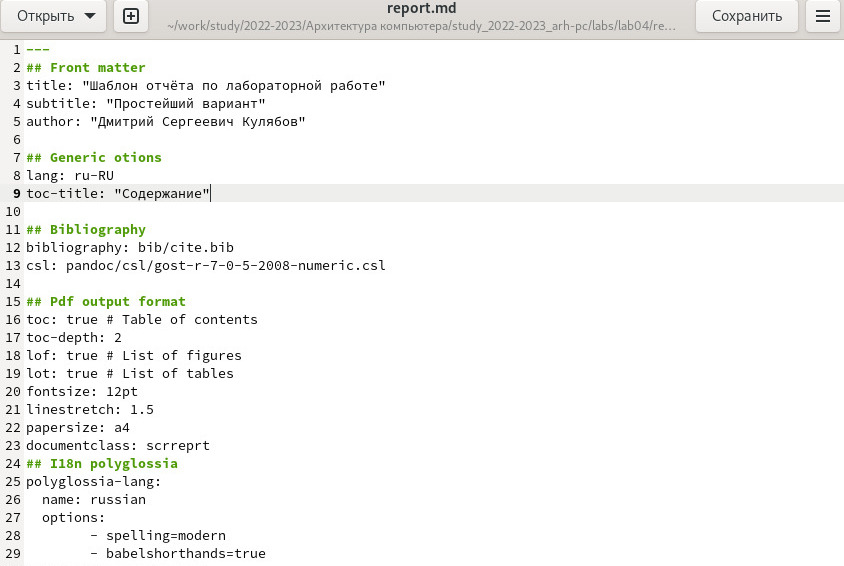 Открыть
report.md
~/work/study/2022-2023/Архитектура компьютера/study_2022-2023_arh-pc/labs/lab04/re...
Сохранить
1 ---
2 ## Front matter
3 title: "Шаблон отчёта по лабораторной работе"
4 subtitle: "Простейший вариант"
5 author: "Дмитрий Сергеевич Кулябов"
6
7 ## Generic otions
8 lang: ru-RU
9 toc-title: "Содержание"
10
11 ## Bibliography
12 bibliography: bib/cite.bib
13 csl: pandoc/csl/gost-r-7-0-5-2008-numeric.csl
14
15 ## Pdf output format
16 toc: true # Table of contents
17 toc-depth: 2
18 lof: true # List of figures
19 lot: true # List of tables
20 fontsize: 12pt
21 linestretch: 1.5
22 papersize: a4
23 documentclass: scrreprt
24 ## I18n polyglossia
25 polyglossia-lang:
26   name: russian
27   options:
28         - spelling=modern
29         - babelshorthands=true